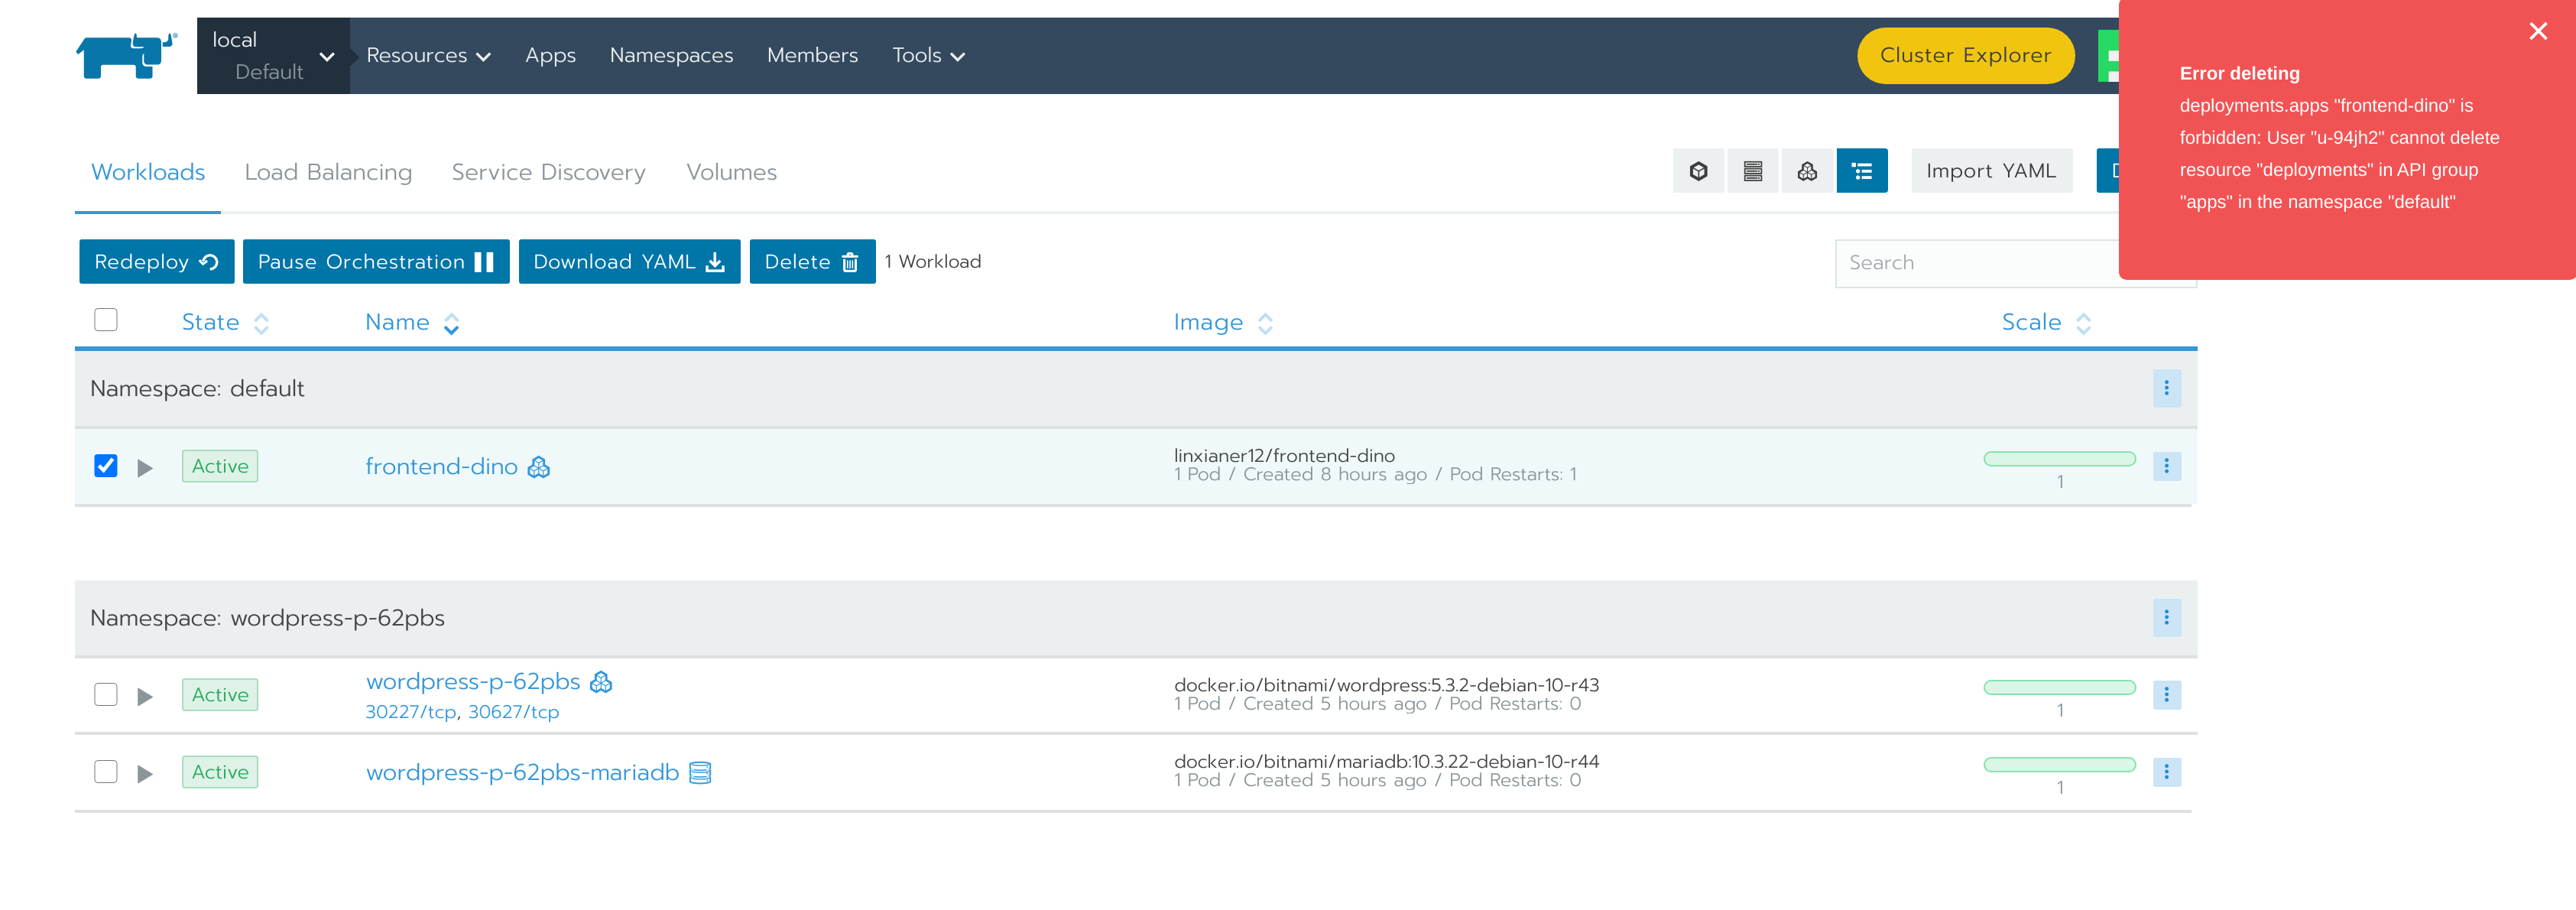 local
Default
Resources
Apps
Namespaces
Members
Tools
Cluster Explorer
Error deleting
deployments.apps "frontend-dino" is
forbidden: User "u-94jh2" cannot delete
resource "deployments" in API group
"apps" in the namespace "default"
Workloads
Load Balancing
Service Discovery
Volumes
Import YAML
Redeploy
Pause Orchestration
Download YAML
Delete
1 Workload
Search
State
Name
Image
Scale
Namespace: default
Active
frontend-dino
linxianer12/frontend-dino
1 Pod / Created 8 hours ago / Pod Restarts: 1
1
Namespace: wordpress-p-62pbs
Active
wordpress-p-62pbs
30227/tcp, 30627/tcp
docker.io/bitnami/wordpress:5.3.2-debian-10-r43
1 Pod / Created 5 hours ago / Pod Restarts: 0
1
Active
wordpress-p-62pbs-mariadb
docker.io/bitnami/mariadb:10.3.22-debian-10-r44
1 Pod / Created 5 hours ago / Pod Restarts: 0
1